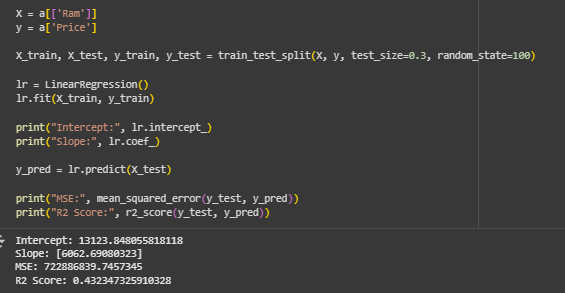 X = a[['Ram']]
y = a['Price']
X_train, X_test, y_train, y_test = train_test_split(X, y, test_size=0.3, random_state=100)
lr = LinearRegression()
lr.fit(X_train, y_train)
print("Intercept:", lr.intercept_)
print("Slope:", lr.coef_)
y_pred = lr.predict(X_test)
print("MSE:", mean_squared_error(y_test, y_pred))
print("R2 Score:", r2_score(y_test, y_pred))
Intercept: 13123.848055818118
Slope: [6062.69080323]
MSE: 722886839.7457345
R2 Score: 0.432347325910328